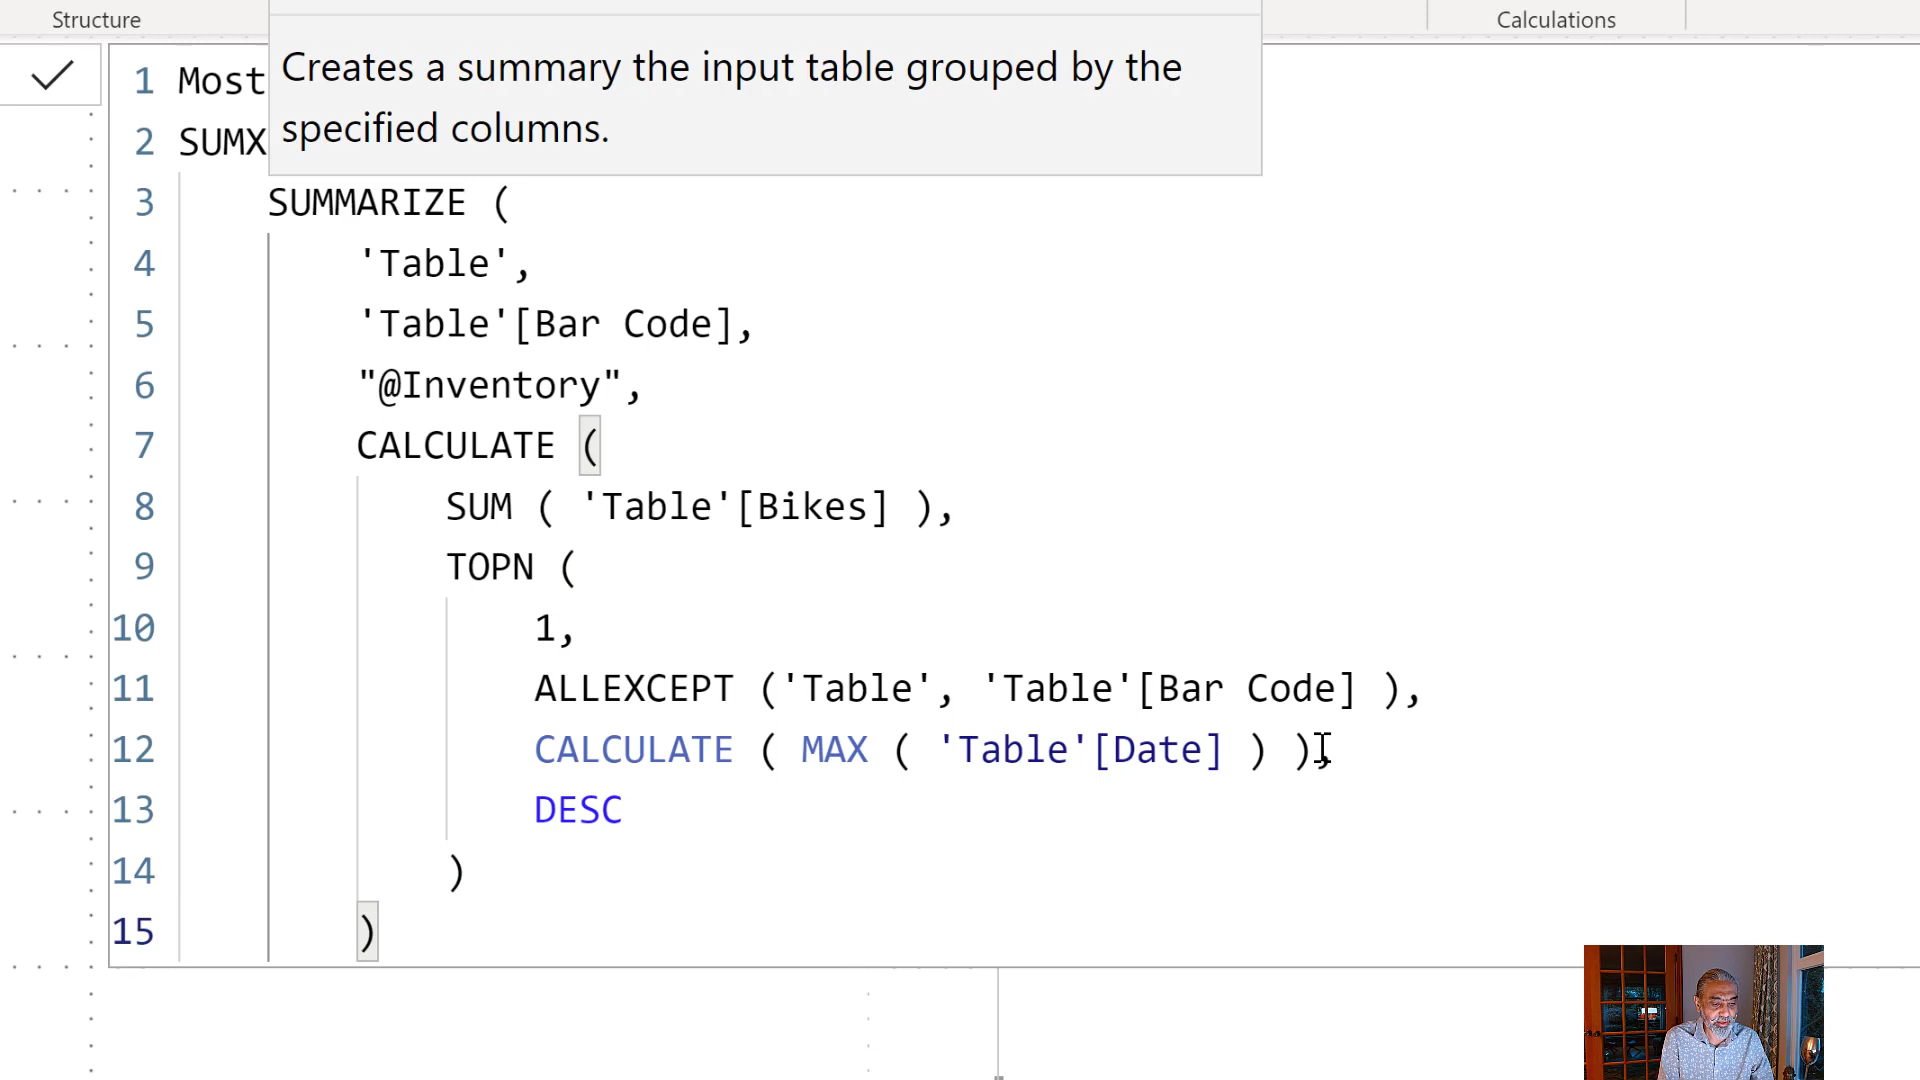 Structure
Calculations
Creates a summary the input table grouped by the
specified columns.
1 Most
2 SUMX
3 SUMMARIZE (
4 'Table',
5 'Table'[Bar Code],
6 "@Inventory",
7 CALCULATE (
8 SUM ( 'Table'[Bikes] ),
9 TOPN (
10 1,
11 ALLEXCEPT ('Table', 'Table'[Bar Code] ),
12 CALCULATE ( MAX ( 'Table'[Date] ) ),
13 DESC
14 )
15 )